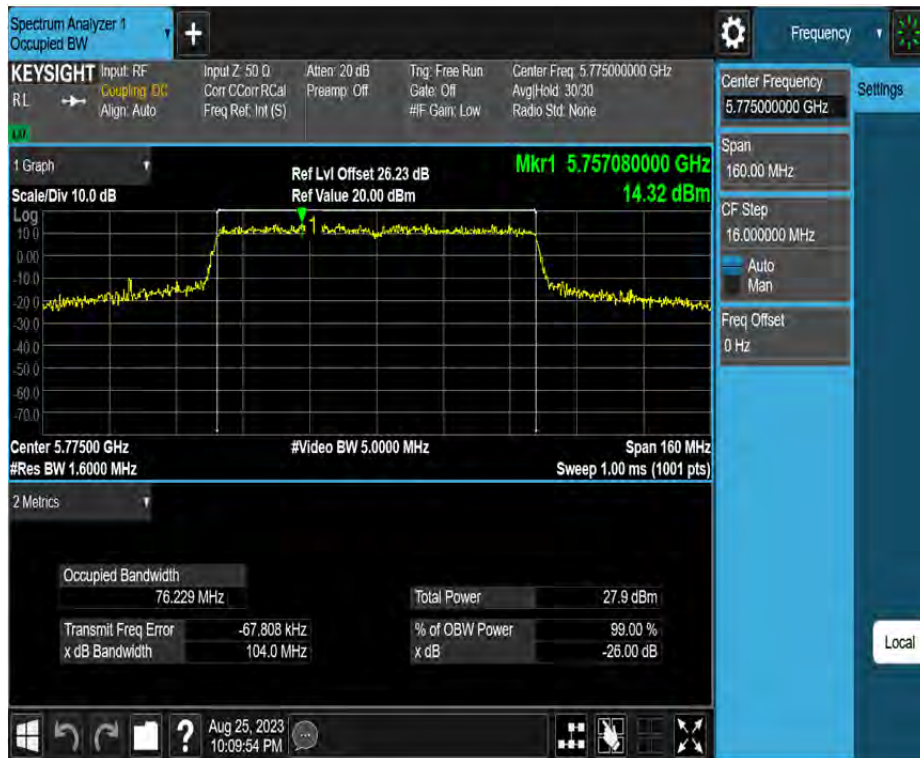 Spectrum Analyzer 1
Occupied BW
+
Frequency
KEYSIGHT
RL
Input: RF
Coupling: DC
Align: Auto
Input Z: 50 Ω
Corr CCorr RCal
Freq Ref: Int (S)
Atten: 20 dB
Preamp: Off
Trig: Free Run
Gate: Off
#IF Gain: Low
Center Freq: 5.775000000 GHz
Avg|Hold: 30/30
Radio Std: None
Center Frequency
5.775000000 GHz
Settings
Span
160.00 MHz
CF Step
16.000000 MHz
Auto
Man
Freq Offset
0 Hz
Local
1 Graph
Scale/Div 10.0 dB
Ref Lvl Offset 26.23 dB
Ref Value 20.00 dBm
Mkr1 5.757080000 GHz
14.32 dBm
Log
10.0
0.00
-10.0
-20.0
-30.0
-40.0
-50.0
-60.0
-70.0
1
Center 5.77500 GHz
#Res BW 1.6000 MHz
#Video BW 5.0000 MHz
Span 160 MHz
Sweep 1.00 ms (1001 pts)
2 Metrics
Occupied Bandwidth
76.229 MHz
Total Power 27.9 dBm
Transmit Freq Error -67.808 kHz
% of OBW Power 99.00 %
x dB Bandwidth 104.0 MHz
x dB -26.00 dB
?
Aug 25, 2023
10:09:54 PM